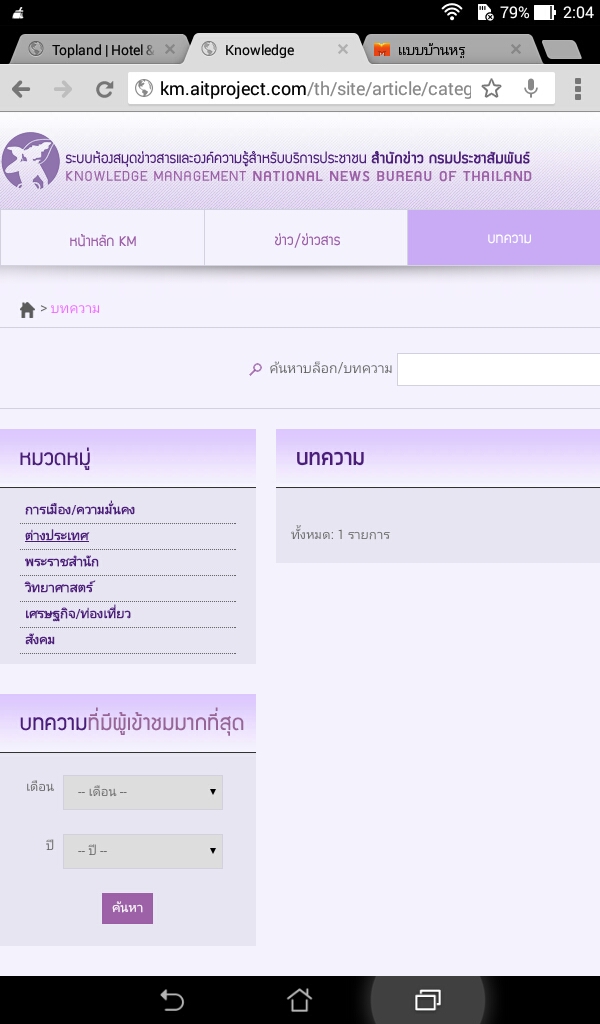 79% 2:04
Topland | Hotel &
Knowledge
แบบบ้านหรู
km.aitproject.com/th/site/article/categ
ระบบห้องสมุดข่าวสารและองค์ความรู้สำหรับบริการประชาชน สำนักข่าว กรมประชาสัมพันธ์
KNOWLEDGE MANAGEMENT NATIONAL NEWS BUREAU OF THAILAND
หน้าหลัก KM
ข่าว/ข่าวสาร
บทความ
> บทความ
ค้นหาบล็อก/บทความ
หมวดหมู่
การเมือง/ความมั่นคง
ต่างประเทศ
พระราชสำนัก
วิทยาศาสตร์
เศรษฐกิจ/ท่องเที่ยว
สังคม
บทความ
ทั้งหมด: 1 รายการ
บทความที่มีผู้เข้าชมมากที่สุด
เดือน -- เดือน --
ปี -- ปี --
ค้นหา